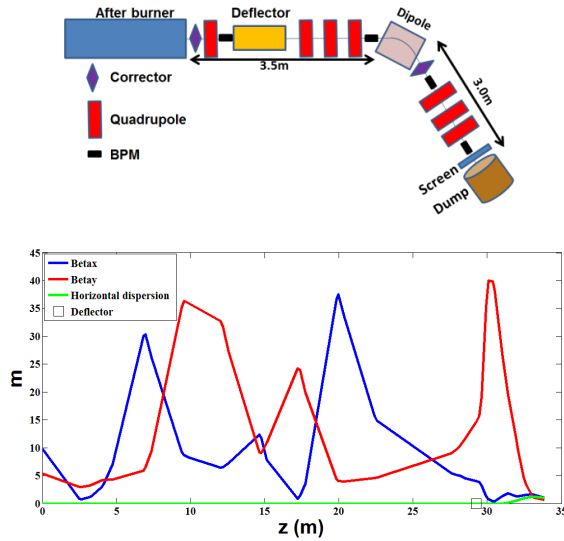 After burner
Deflector
Dipole
3.5m
3.0m
Corrector
Quadrupole
BPM
Screen
Dump
45
40
35
30
25
20
15
10
5
0
m
Betax
Betay
Horizontal dispersion
Deflector
0 5 10 15 20 25 30 35
z (m)